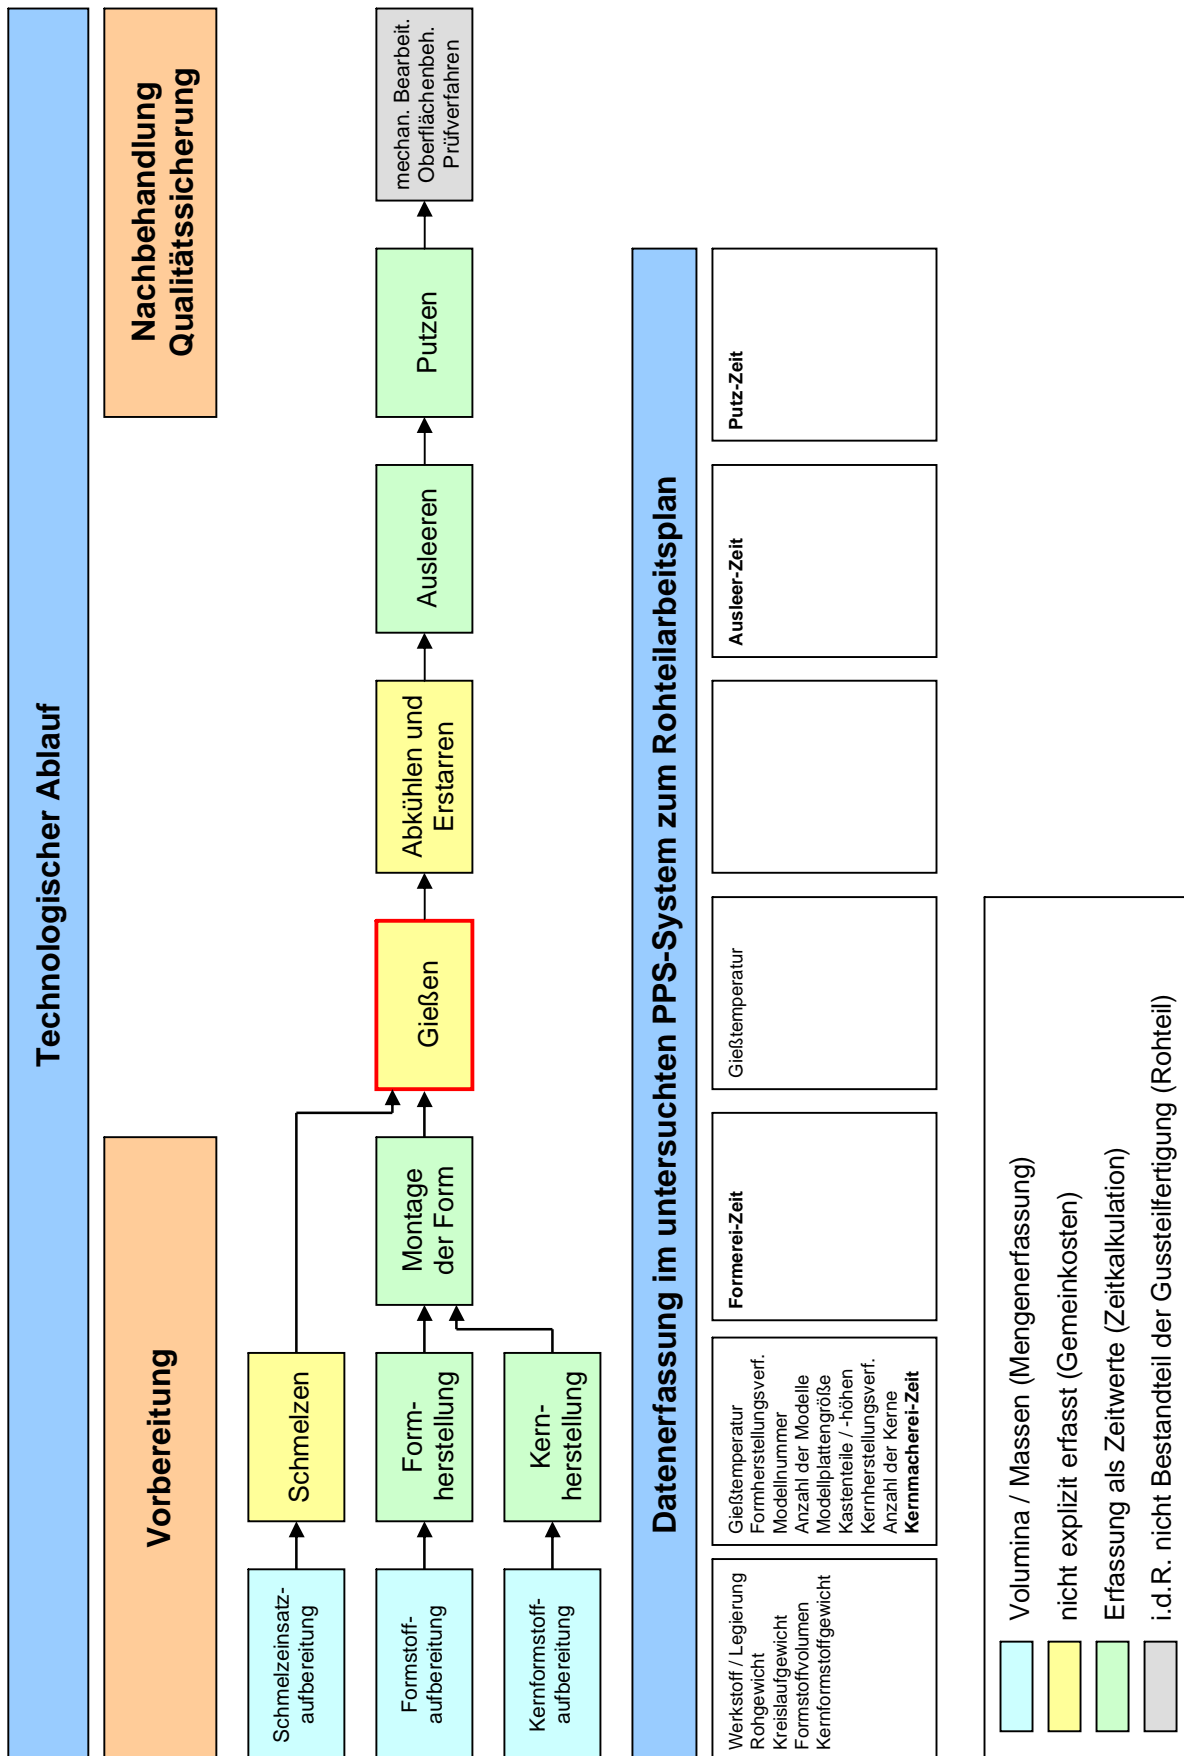 Technologischer Ablauf
Vorbereitung
Nachbehandlung
Qualitätssicherung
Schmelzeinsatz-
aufbereitung
Schmelzen
Formstoff-
aufbereitung
Form-
herstellung
Kernformstoff-
aufbereitung
Kern-
herstellung
Montage
der Form
Gießen
Abkühlen und
Erstarren
Ausleeren
Putzen
mechan. Bearbeit.
Oberflächenbeh.
Prüfverfahren
Datenerfassung im untersuchten PPS-System zum Rohteilarbeitsplan
Werkstoff / Legierung
Rohgewicht
Kreislaufgewicht
Formstoffvolumen
Kernformstoffgewicht
Gießtemperatur
Formherstellungsverf.
Modellnummer
Anzahl der Modelle
Modellplattengröße
Kastenteile / -höhen
Kernherstellungsverf.
Anzahl der Kerne
Kernmacherei-Zeit
Formerei-Zeit
Gießtemperatur
Ausleer-Zeit
Putz-Zeit
Volumina / Massen (Mengenerfassung)
nicht explizit erfasst (Gemeinkosten)
Erfassung als Zeitwerte (Zeitkalkulation)
i.d.R. nicht Bestandteil der Gussteilfertigung (Rohteil)